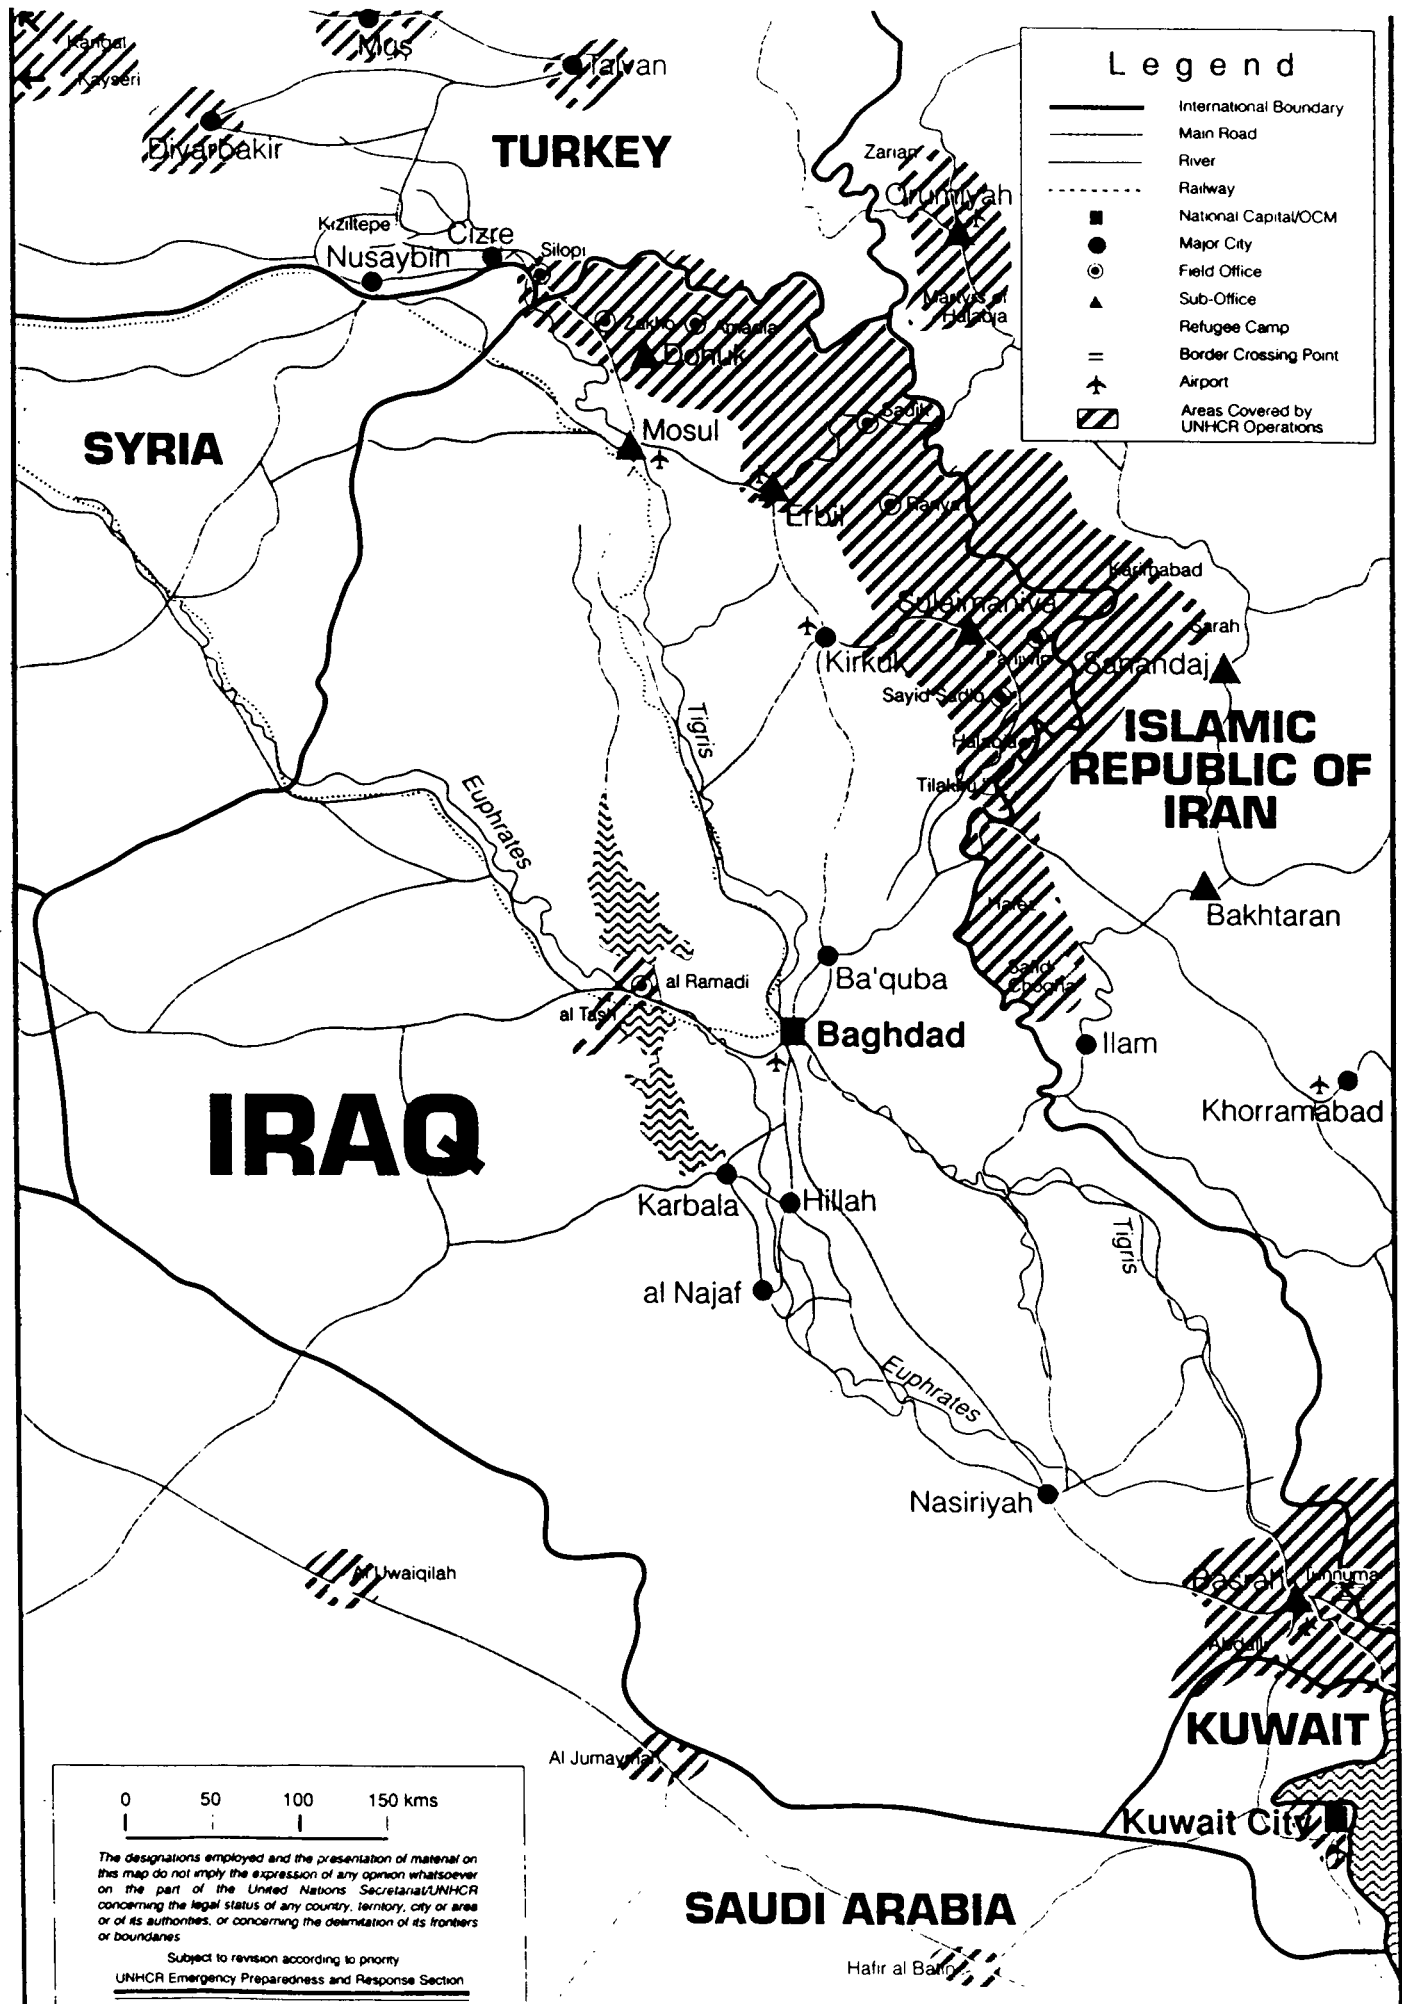 Kangal
Kayseri
Muş
Tatvan
Diyarbakir
TURKEY
Kiziltepe
Cizre
Silopi
Nusaybin
Zarian
Orumiyah
Martyrs of
Halabja
Zakho
Amadia
Dohuk
Mosul
Sadik
SYRIA
Erbil
Ranya
Karimabad
Sulaimaniya
Sarah
Kirkuk
Panjwin
Sanandaj
Sayid Sadiq
Tigris
Halabja
ISLAMIC
REPUBLIC OF
IRAN
Euphrates
Bakhtaran
al Ramadi
Ba'quba
al Tash
Baghdad
Ilam
IRAQ
Khorramabad
Karbala
Hillah
Tigris
al Najaf
Euphrates
Nasiriyah
Al Uwaiqilah
Basrah
Abdally
KUWAIT
Al Jumaymah
Kuwait City
SAUDI ARABIA
Hafir al Batin
Legend
International Boundary
Main Road
River
Railway
National Capital/OCM
Major City
Field Office
Sub-Office
Refugee Camp
Border Crossing Point
Airport
Areas Covered by
UNHCR Operations
0 50 100 150 kms
The designations employed and the presentation of material on
this map do not imply the expression of any opinion whatsoever
on the part of the United Nations Secretariat/UNHCR
concerning the legal status of any country, territory, city or area
or of its authorities, or concerning the delimitation of its frontiers
or boundaries
Subject to revision according to priority
UNHCR Emergency Preparedness and Response Section